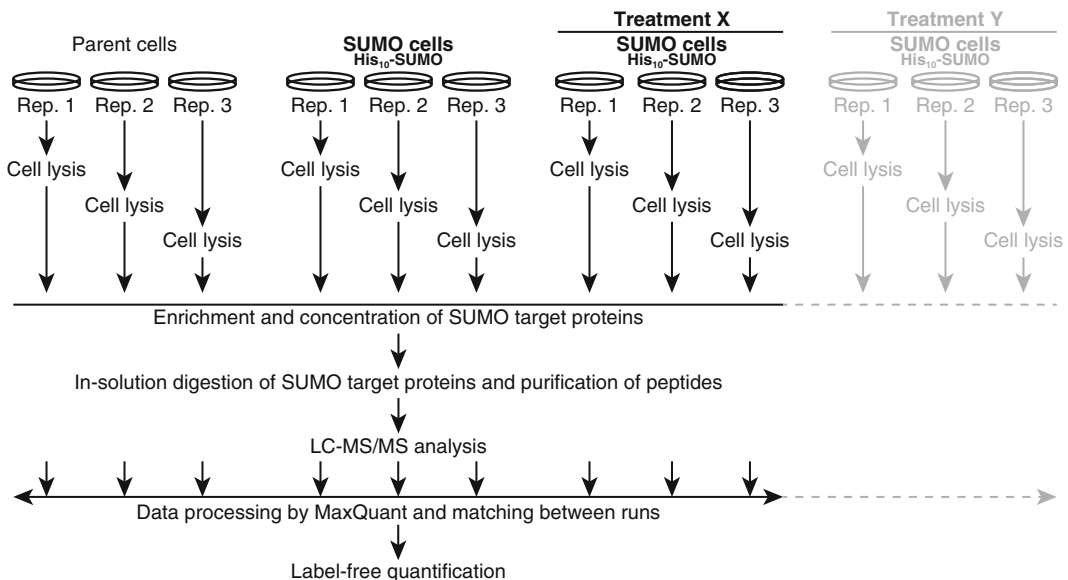 Treatment X
Treatment Y
Parent cells
SUMO cells
His₁₀-SUMO
SUMO cells
His₁₀-SUMO
SUMO cells
His₁₀-SUMO
Rep. 1 Rep. 2 Rep. 3 Rep. 1 Rep. 2 Rep. 3 Rep. 1 Rep. 2 Rep. 3 Rep. 1 Rep. 2 Rep. 3
Cell lysis Cell lysis Cell lysis Cell lysis
Cell lysis Cell lysis Cell lysis Cell lysis
Cell lysis Cell lysis Cell lysis Cell lysis
Enrichment and concentration of SUMO target proteins
In-solution digestion of SUMO target proteins and purification of peptides
LC-MS/MS analysis
Data processing by MaxQuant and matching between runs
Label-free quantification